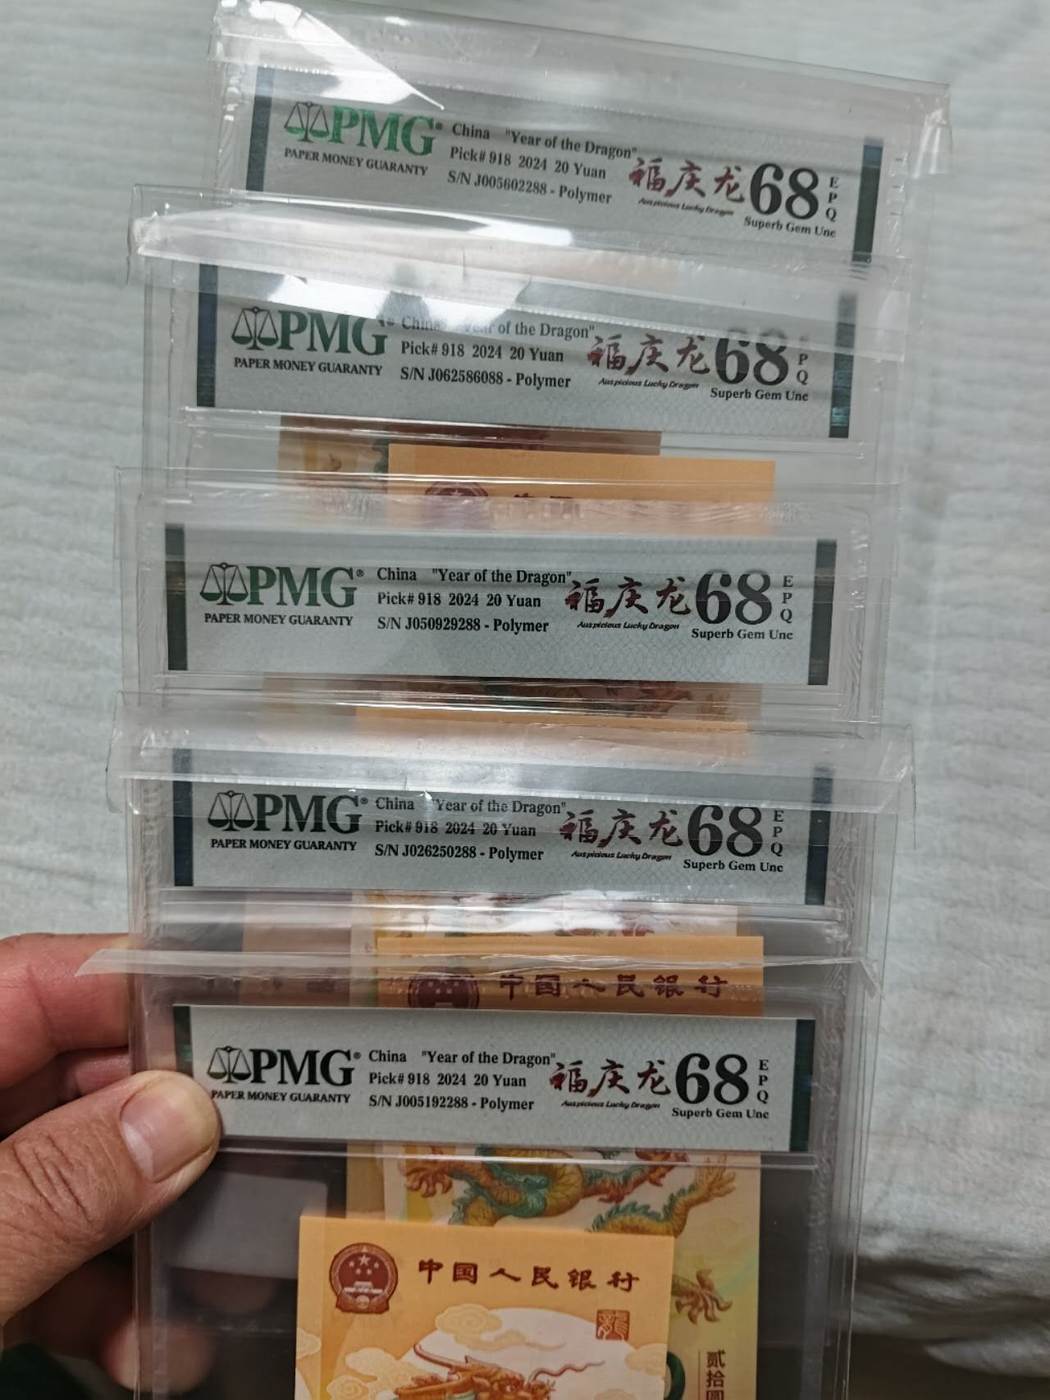 PMG®
PAPER MONEY GUARANTY
China "Year of the Dragon"
Pick# 918 2024 20 Yuan
S/N J005602288 - Polymer
福庆龙
Auspicious Lucky Dragon
68
EPQ
Superb Gem Unc
PMG®
PAPER MONEY GUARANTY
China "Year of the Dragon"
Pick# 918 2024 20 Yuan
S/N J062586088 - Polymer
福庆龙
Auspicious Lucky Dragon
68
PQ
Superb Gem Unc
PMG®
PAPER MONEY GUARANTY
China "Year of the Dragon"
Pick# 918 2024 20 Yuan
S/N J050929288 - Polymer
福庆龙
Auspicious Lucky Dragon
68
EPQ
Superb Gem Unc
PMG®
PAPER MONEY GUARANTY
China "Year of the Dragon"
Pick# 918 2024 20 Yuan
S/N J026250288 - Polymer
福庆龙
Auspicious Lucky Dragon
68
EPQ
Superb Gem Unc
中国人民银行
PMG®
PAPER MONEY GUARANTY
China "Year of the Dragon"
Pick# 918 2024 20 Yuan
S/N J005192288 - Polymer
福庆龙
Auspicious Lucky Dragon
68
EPQ
Superb Gem Unc
中国人民银行
贰拾圆